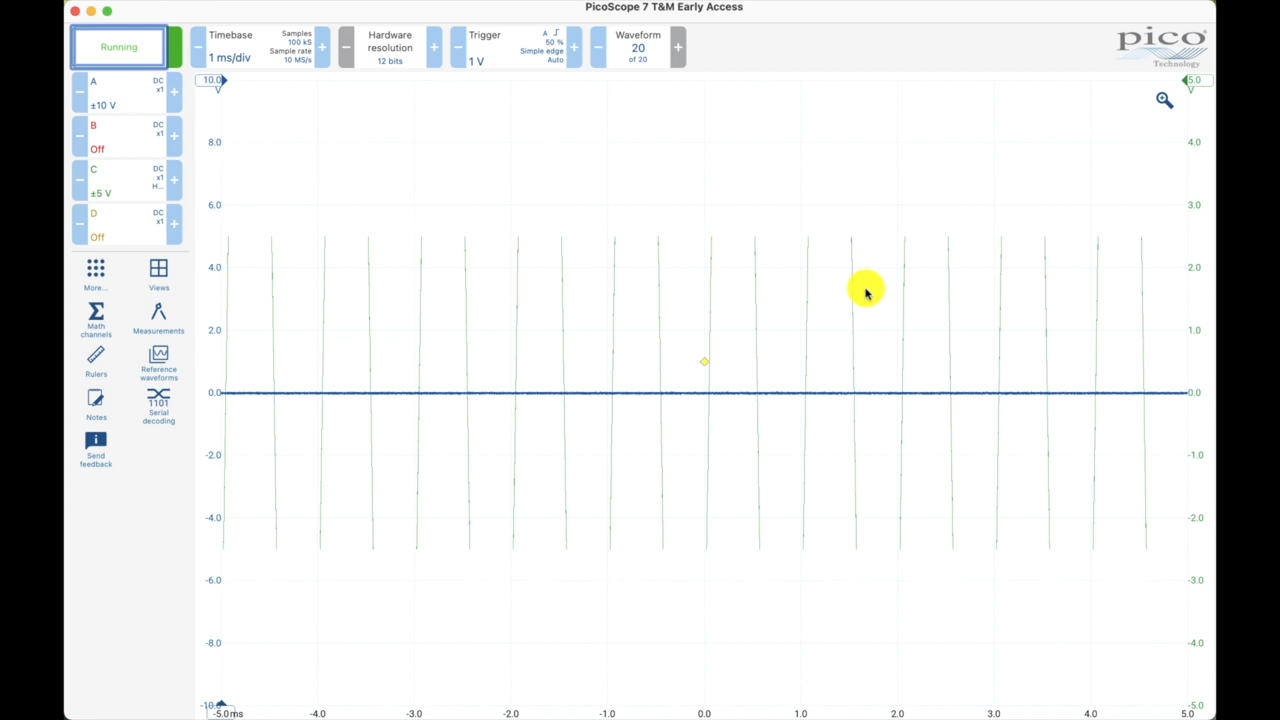 PicoScope 7 T&M Early Access
Running
Timebase
1 ms/div
Samples
100 kS
Sample rate
10 MS/s
Hardware
resolution
12 bits
Trigger
1 V
A
50 %
Simple edge
Auto
Waveform
20
of 20
pico
Technology
A
DC
x1
±10 V
B
DC
x1
Off
C
DC
x1
H...
±5 V
D
DC
x1
Off
More...
Views
Math
channels
Measurements
Rulers
Reference
waveforms
Notes
1101
Serial
decoding
Send
feedback
10.0
V
8.0
6.0
4.0
2.0
0.0
-2.0
-4.0
-6.0
-8.0
-10.0
5.0
V
4.0
3.0
2.0
1.0
0.0
-1.0
-2.0
-3.0
-4.0
-5.0
-5.0 ms
-4.0
-3.0
-2.0
-1.0
0.0
1.0
2.0
3.0
4.0
5.0